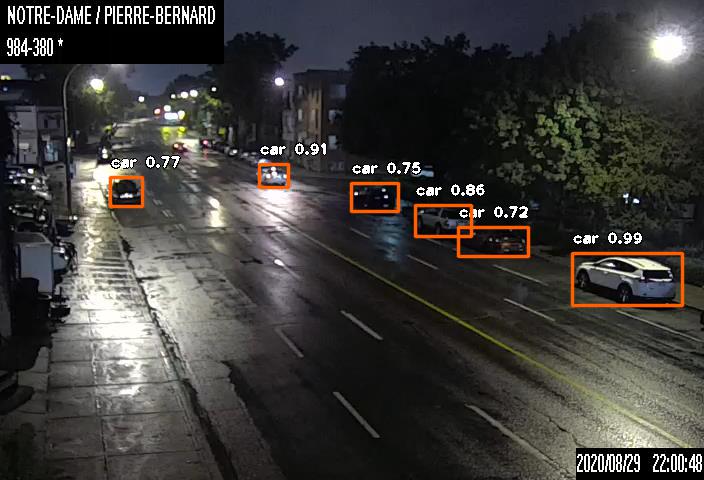 NOTRE-DAME / PIERRE-BERNARD
984-380 *
car 0.77
car 0.91
car 0.75
car 0.86
car 0.72
car 0.99
2020/08/29 22:00:48